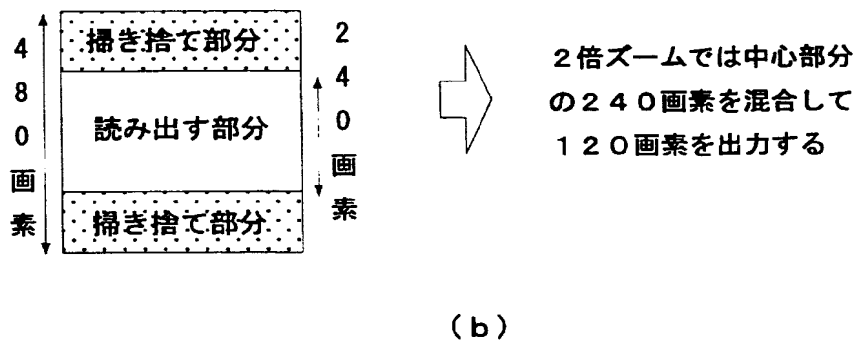 480画素
掃き捨て部分
読み出す部分
掃き捨て部分
240画素
2倍ズームでは中心部分
の240画素を混合して
120画素を出力する
(b)